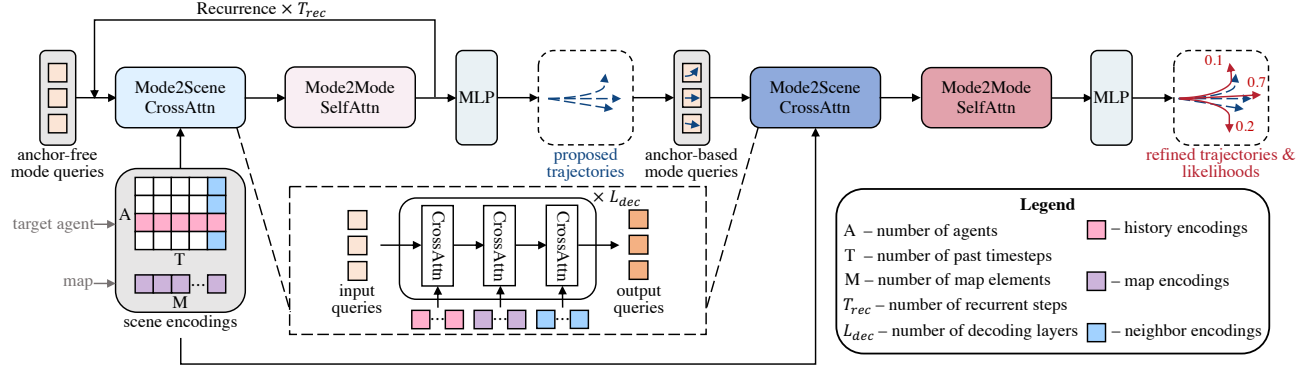 Recurrence × T_rec
Mode2Scene
CrossAttn
Mode2Mode
SelfAttn
MLP
Mode2Scene
CrossAttn
Mode2Mode
SelfAttn
MLP
0.1
0.7
0.2
anchor-free
mode queries
proposed
trajectories
anchor-based
mode queries
refined trajectories &
likelihoods
target agent
A
T
map
M
scene encodings
× L_dec
CrossAttn
CrossAttn
CrossAttn
input
queries
output
queries
Legend
A – number of agents
T – number of past timesteps
M – number of map elements
T_rec – number of recurrent steps
L_dec – number of decoding layers
– history encodings
– map encodings
– neighbor encodings